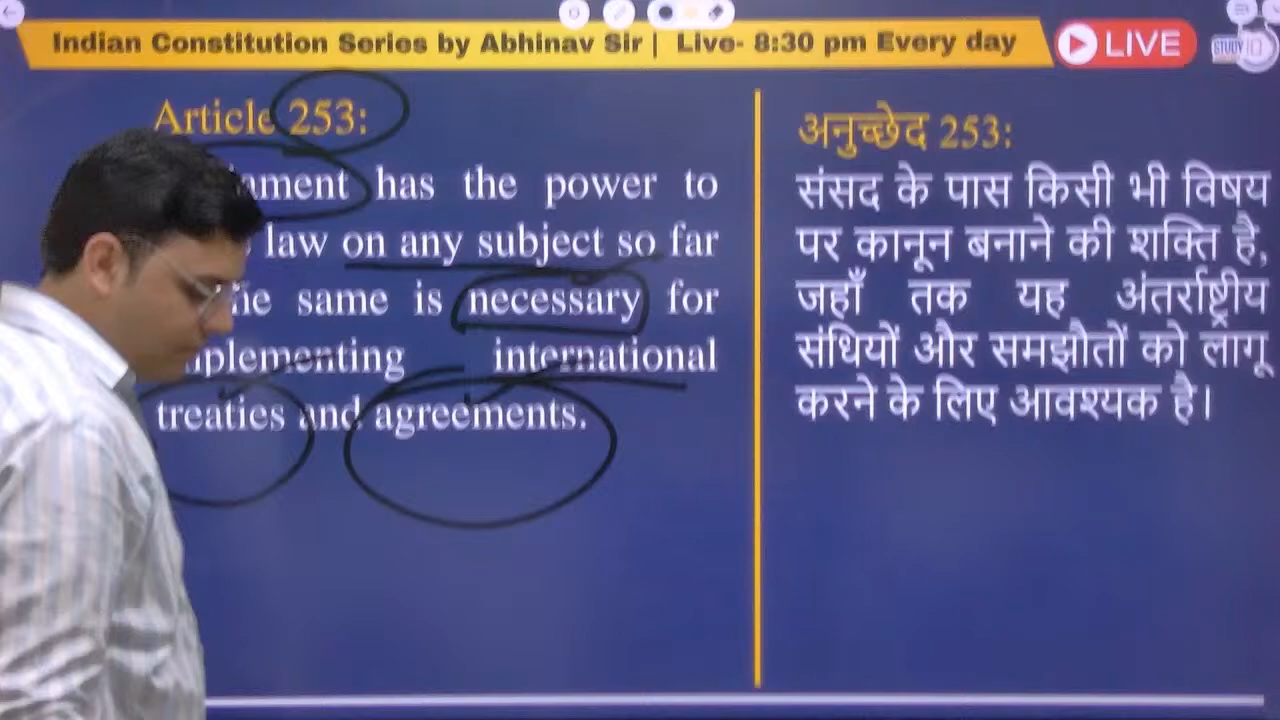 Indian Constitution Series by Abhinav Sir | Live- 8:30 pm Every day
LIVE
STUDY IQ
Article 253:
has the power to
law on any subject so far
same is necessary for
international
treaties and agreements.
अनुच्छेद 253:
संसद के पास किसी भी विषय
पर कानून बनाने की शक्ति है,
जहाँ तक यह अंतर्राष्ट्रीय
संधियों और समझौतों को लागू
करने के लिए आवश्यक है।